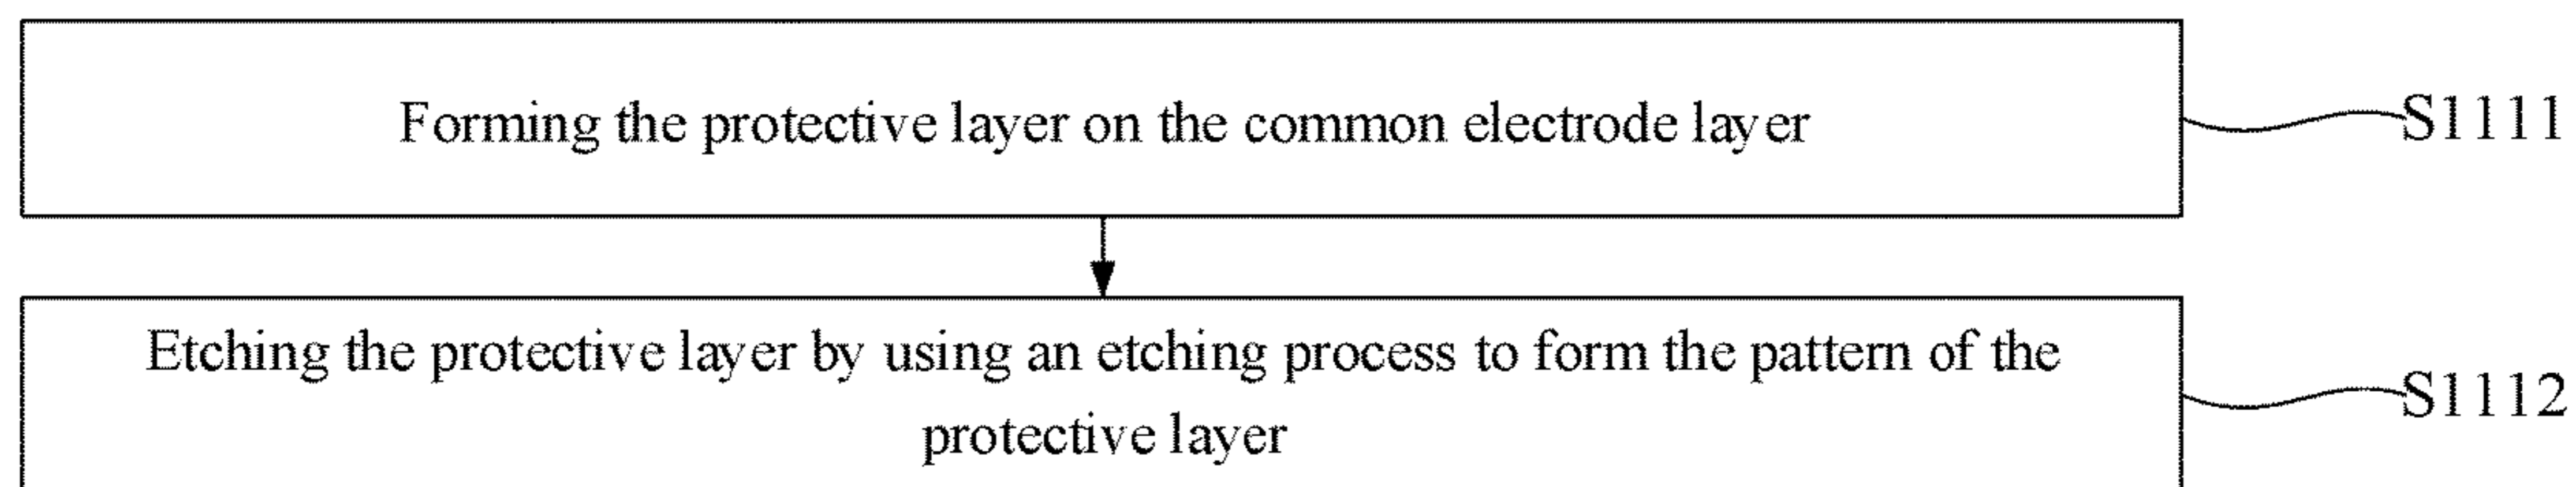 Forming the protective layer on the common electrode layer
S1111
Etching the protective layer by using an etching process to form the pattern of the
protective layer
S1112